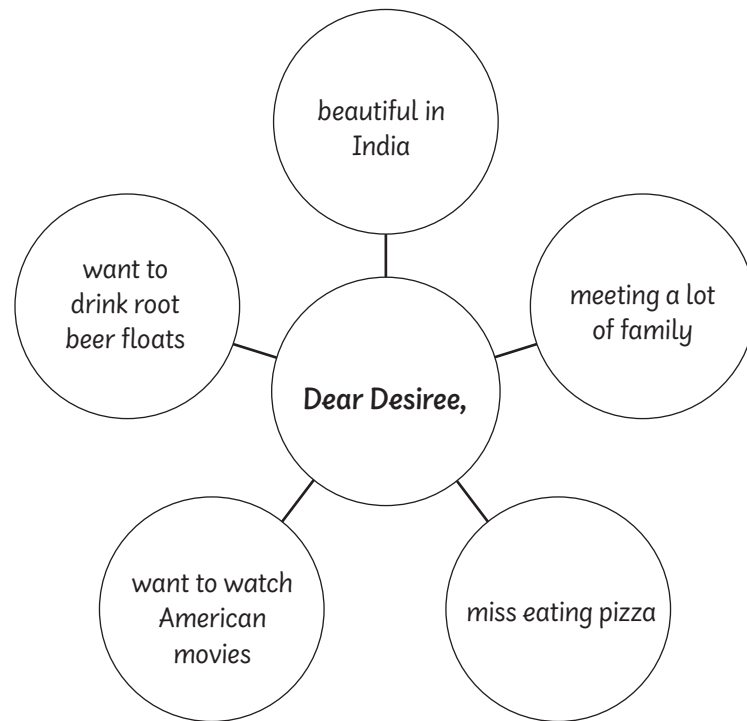 beautiful in
India
want to
drink root
beer floats
meeting a lot
of family
Dear Desiree,
want to watch
American
movies
miss eating pizza